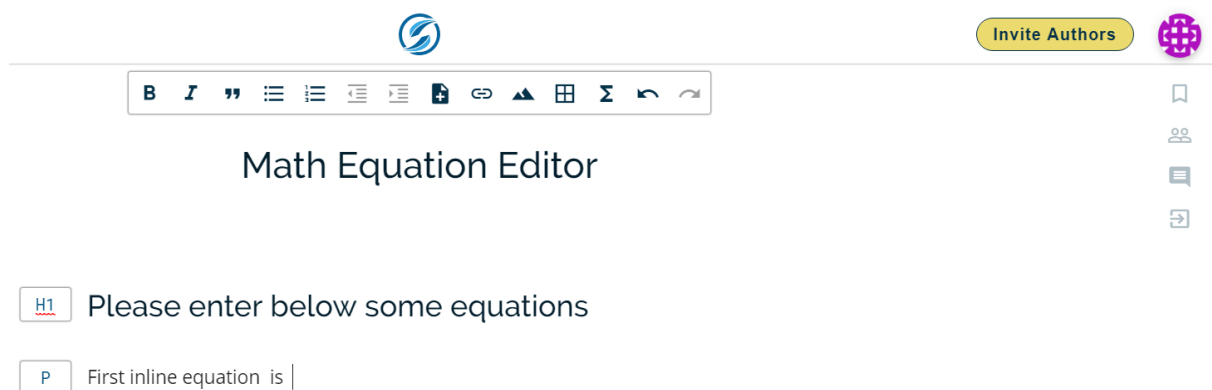 Invite Authors
B I
Math Equation Editor
H1 Please enter below some equations
P First inline equation is